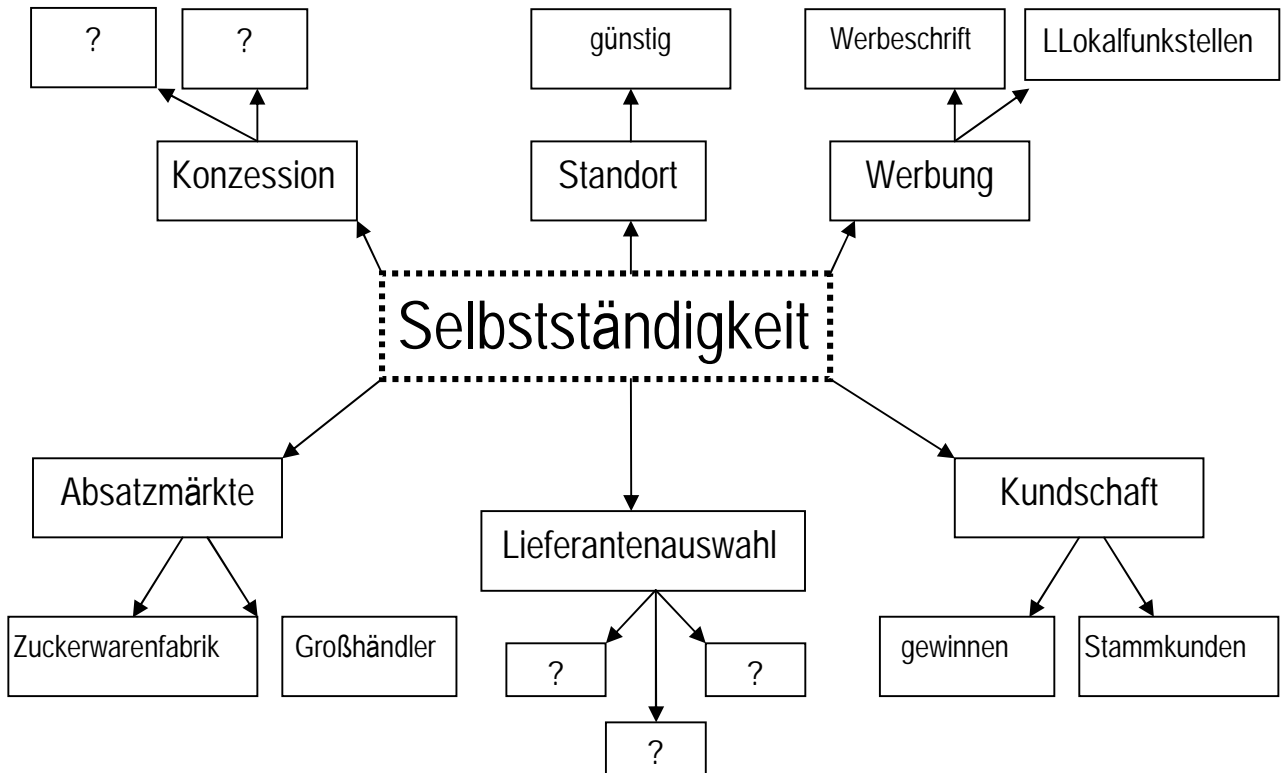 ?
?
günstig
Werbeschrift
LLokalfunkstellen
Konzession
Standort
Werbung
Selbstständigkeit
Absatzmärkte
Lieferantenauswahl
Kundschaft
Zuckerwarenfabrik
Großhändler
?
?
?
gewinnen
Stammkunden